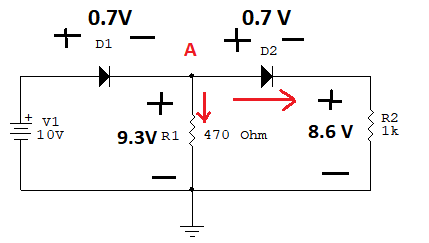 0.7V
0.7 V
+ −
D1
A
+ −
D2
+
V1
10V
+
9.3V
−
R1
470 Ohm
+
8.6 V
−
R2
1k